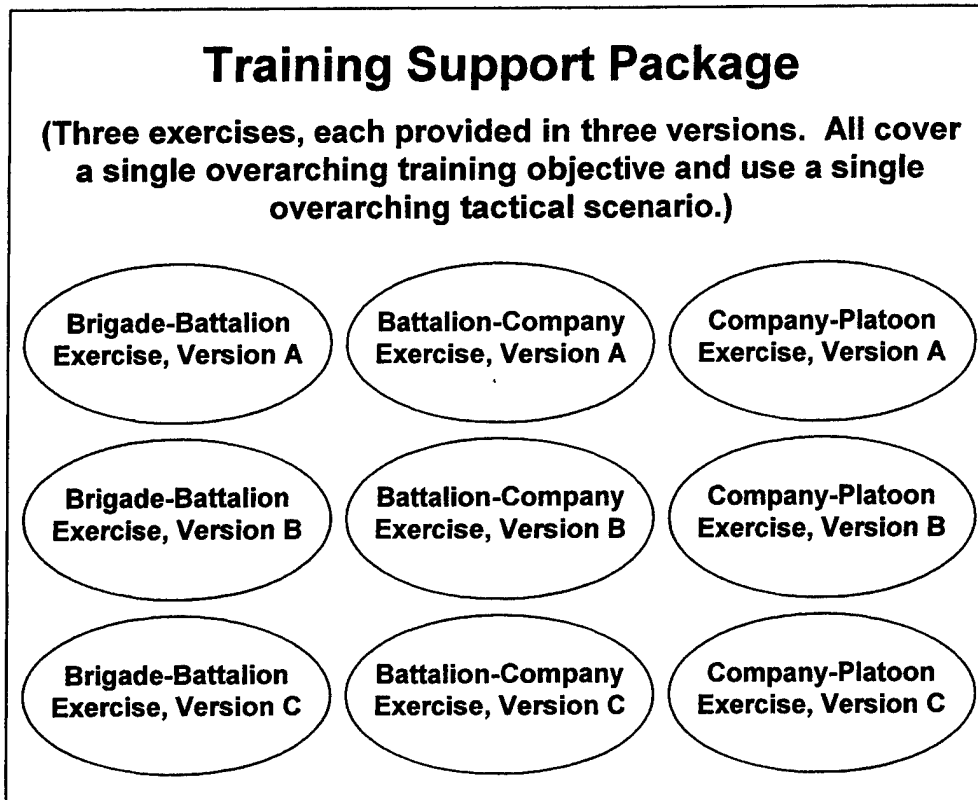 Training Support Package
(Three exercises, each provided in three versions. All cover
a single overarching training objective and use a single
overarching tactical scenario.)
Brigade-Battalion
Exercise, Version A
Battalion-Company
Exercise, Version A
Company-Platoon
Exercise, Version A
Brigade-Battalion
Exercise, Version B
Battalion-Company
Exercise, Version B
Company-Platoon
Exercise, Version B
Brigade-Battalion
Exercise, Version C
Battalion-Company
Exercise, Version C
Company-Platoon
Exercise, Version C